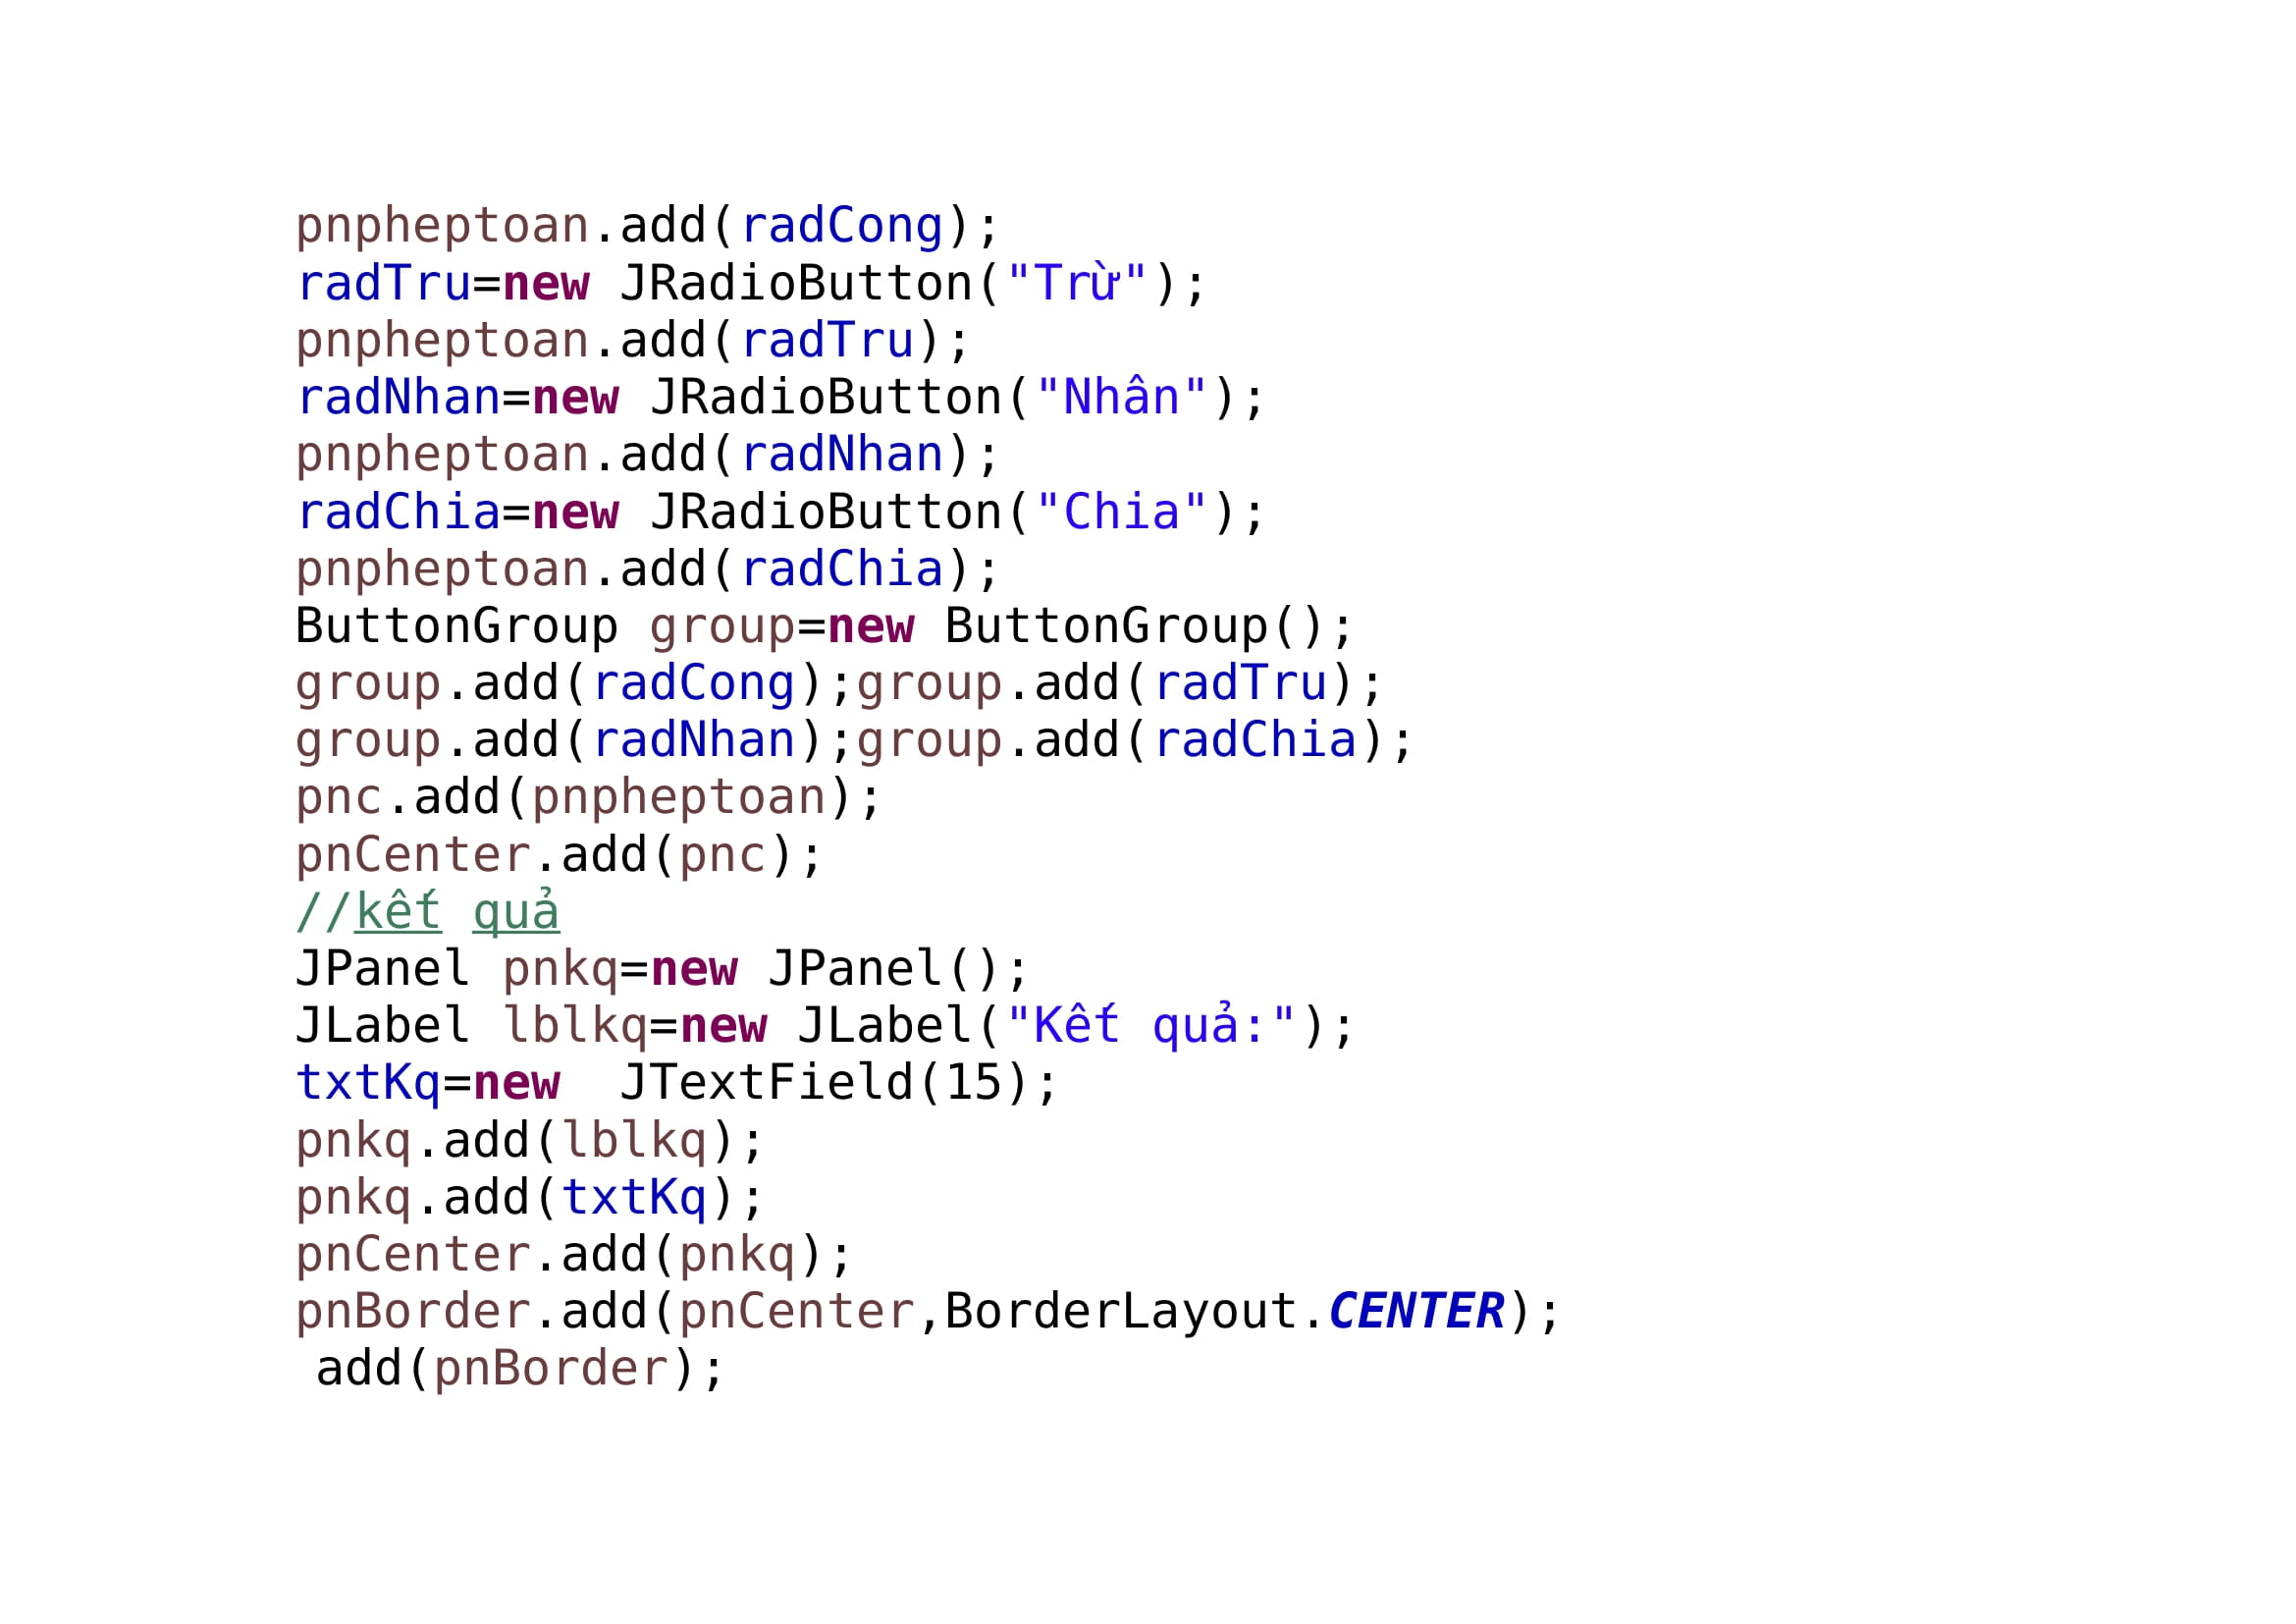 pnpheptoan.add(radCong);
radTru=new JRadioButton("Trừ");
pnpheptoan.add(radTru);
radNhan=new JRadioButton("Nhân");
pnpheptoan.add(radNhan);
radChia=new JRadioButton("Chia");
pnpheptoan.add(radChia);
ButtonGroup group=new ButtonGroup();
group.add(radCong);group.add(radTru);
group.add(radNhan);group.add(radChia);
pnc.add(pnpheptoan);
pnCenter.add(pnc);
//kết quả
JPanel pnkq=new JPanel();
JLabel lblkq=new JLabel("Kết quả:");
txtKq=new  JTextField(15);
pnkq.add(lblkq);
pnkq.add(txtKq);
pnCenter.add(pnkq);
pnBorder.add(pnCenter,BorderLayout.CENTER);
add(pnBorder);